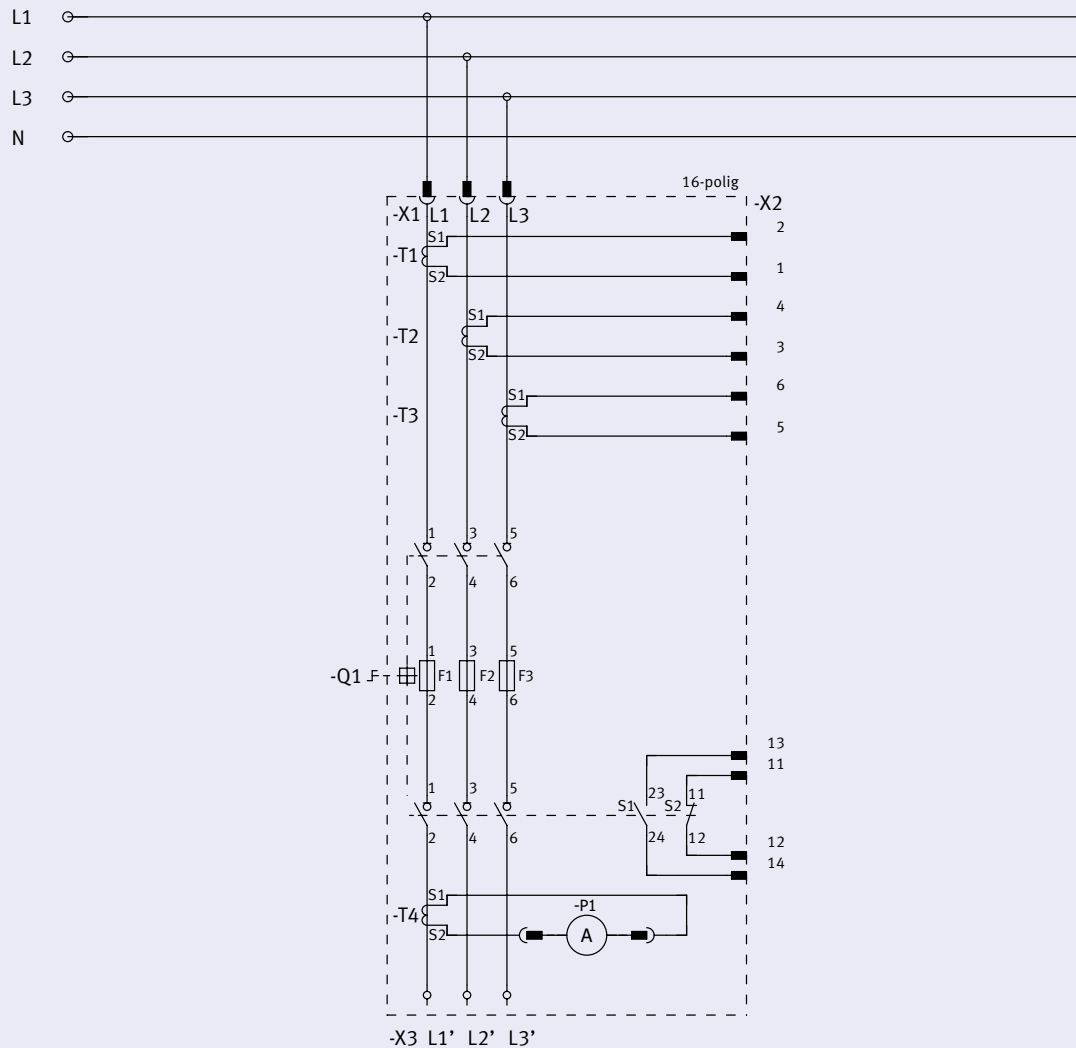 L1
L2
L3
N
16-polig
-X2
-X1 L1 L2 L3
2
S1
-T1
1
S2
4
S1
-T2
3
S2
6
S1
-T3
5
S2
1 3 5
2 4 6
1 3 5
-Q1 F1 F2 F3
2 4 6
13
11
1 3 5 23 11
S1 S2
2 4 6 24 12
12
14
S1
-P1
-T4
A
S2
-X3 L1’ L2’ L3’